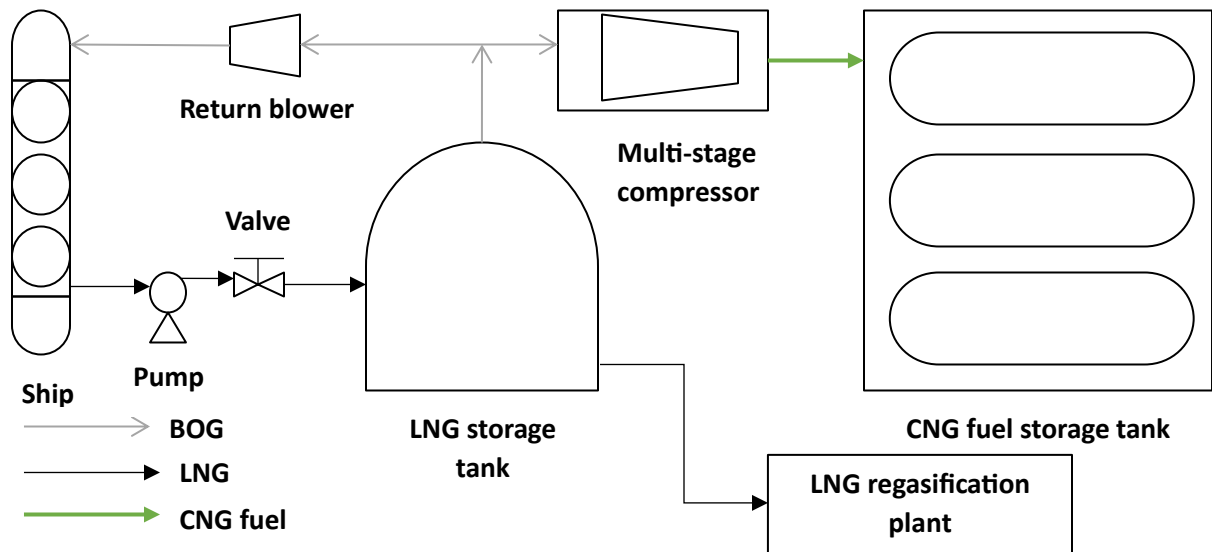 Return blower
Multi-stage
compressor
Valve
Pump
Ship
BOG
LNG
CNG fuel
LNG storage
tank
CNG fuel storage tank
LNG regasification
plant